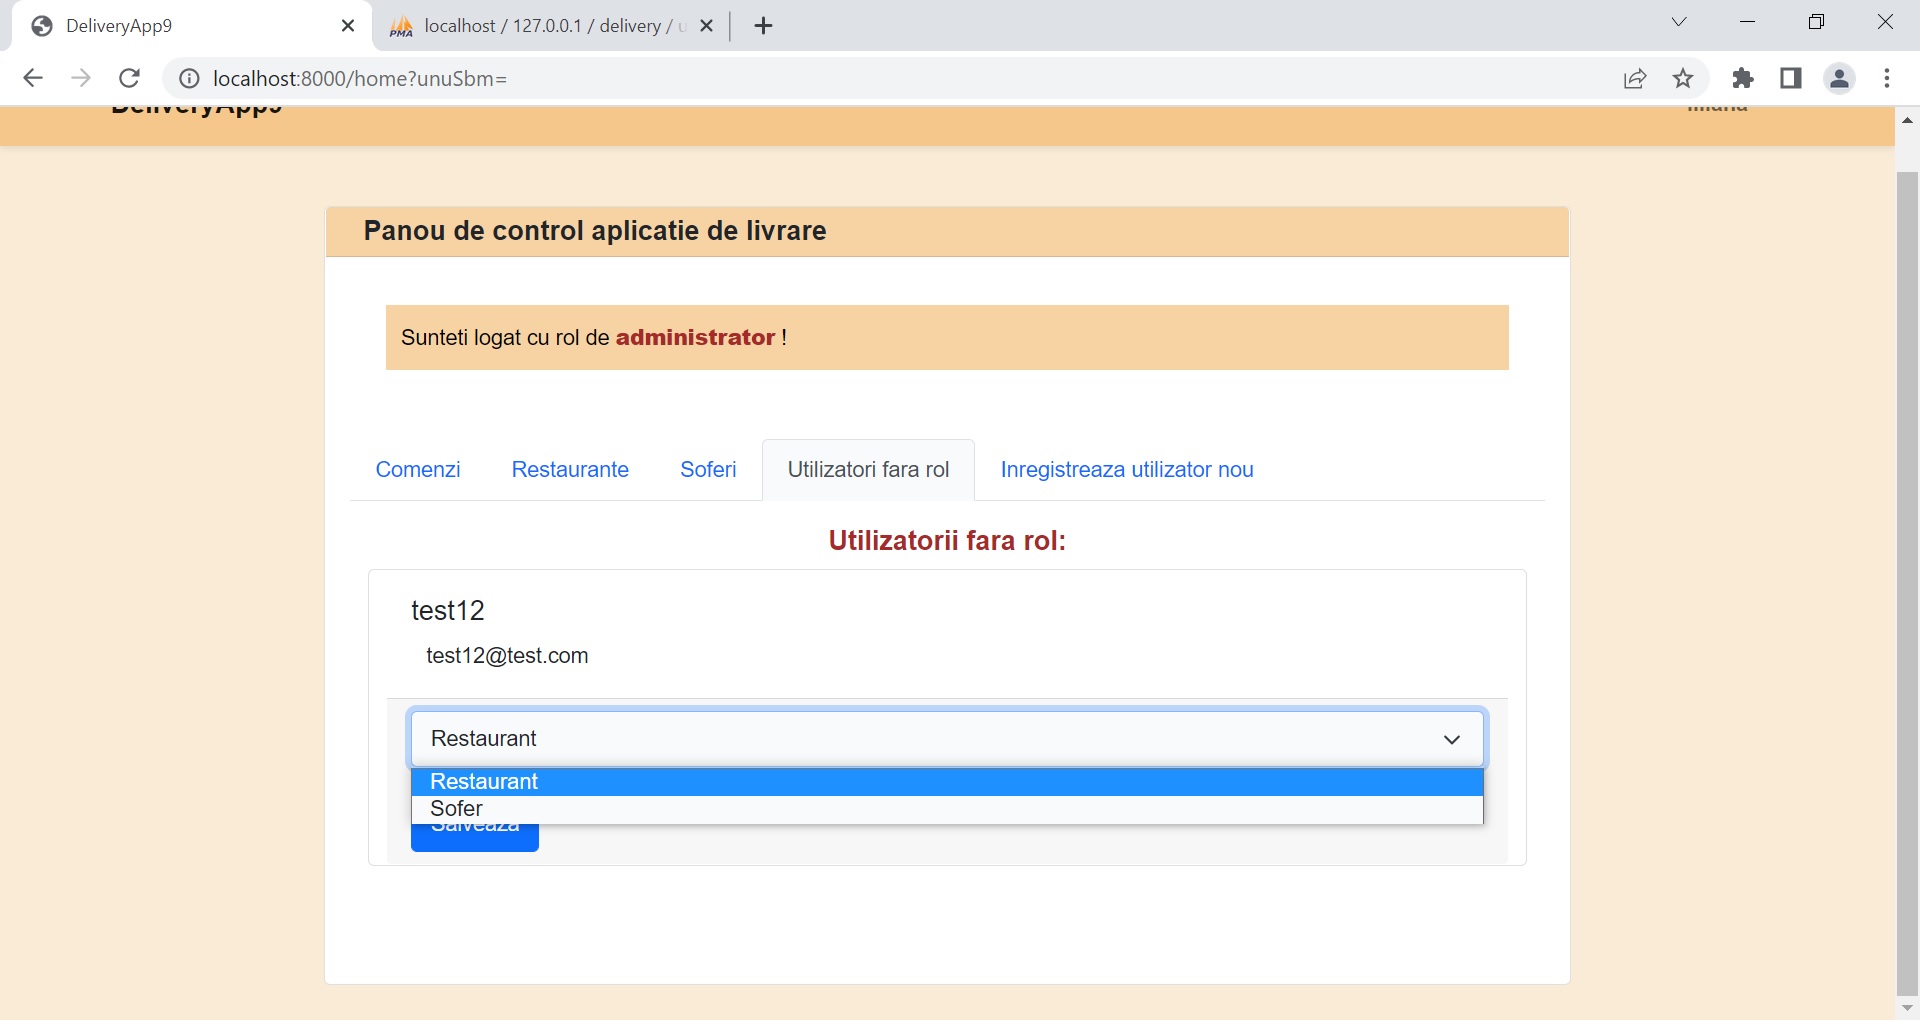 DeliveryApp9
PMA
localhost / 127.0.0.1 / delivery /
localhost:8000/home?unuSbm=
DeliveryApp9
Panou de control aplicatie de livrare
Sunteti logat cu rol de administrator !
Comenzi
Restaurante
Soferi
Utilizatori fara rol
Inregistreaza utilizator nou
Utilizatorii fara rol:
test12
test12@test.com
Restaurant
Restaurant
Sofer
Salveaza